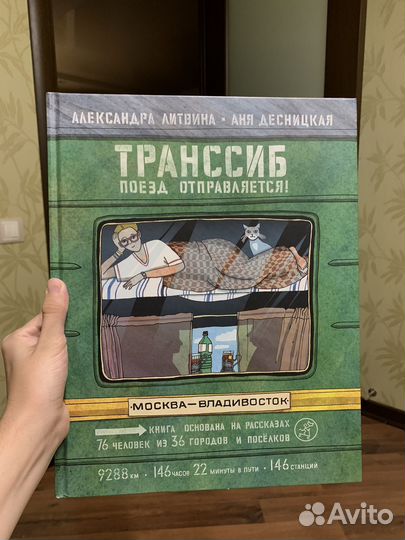 АЛЕКСАНДРА ЛИТВИНА • АНЯ ДЕСНИЦКАЯ
ТРАНССИБ
ПОЕЗД ОТПРАВЛЯЕТСЯ!
МОСКВА—ВЛАДИВОСТОК
КНИГА ОСНОВАНА НА РАССКАЗАХ
76 ЧЕЛОВЕК ИЗ 36 ГОРОДОВ И ПОСЁЛКОВ
9288 КМ • 146 ЧАСОВ 22 МИНУТЫ В ПУТИ • 146 СТАНЦИЙ
Avito